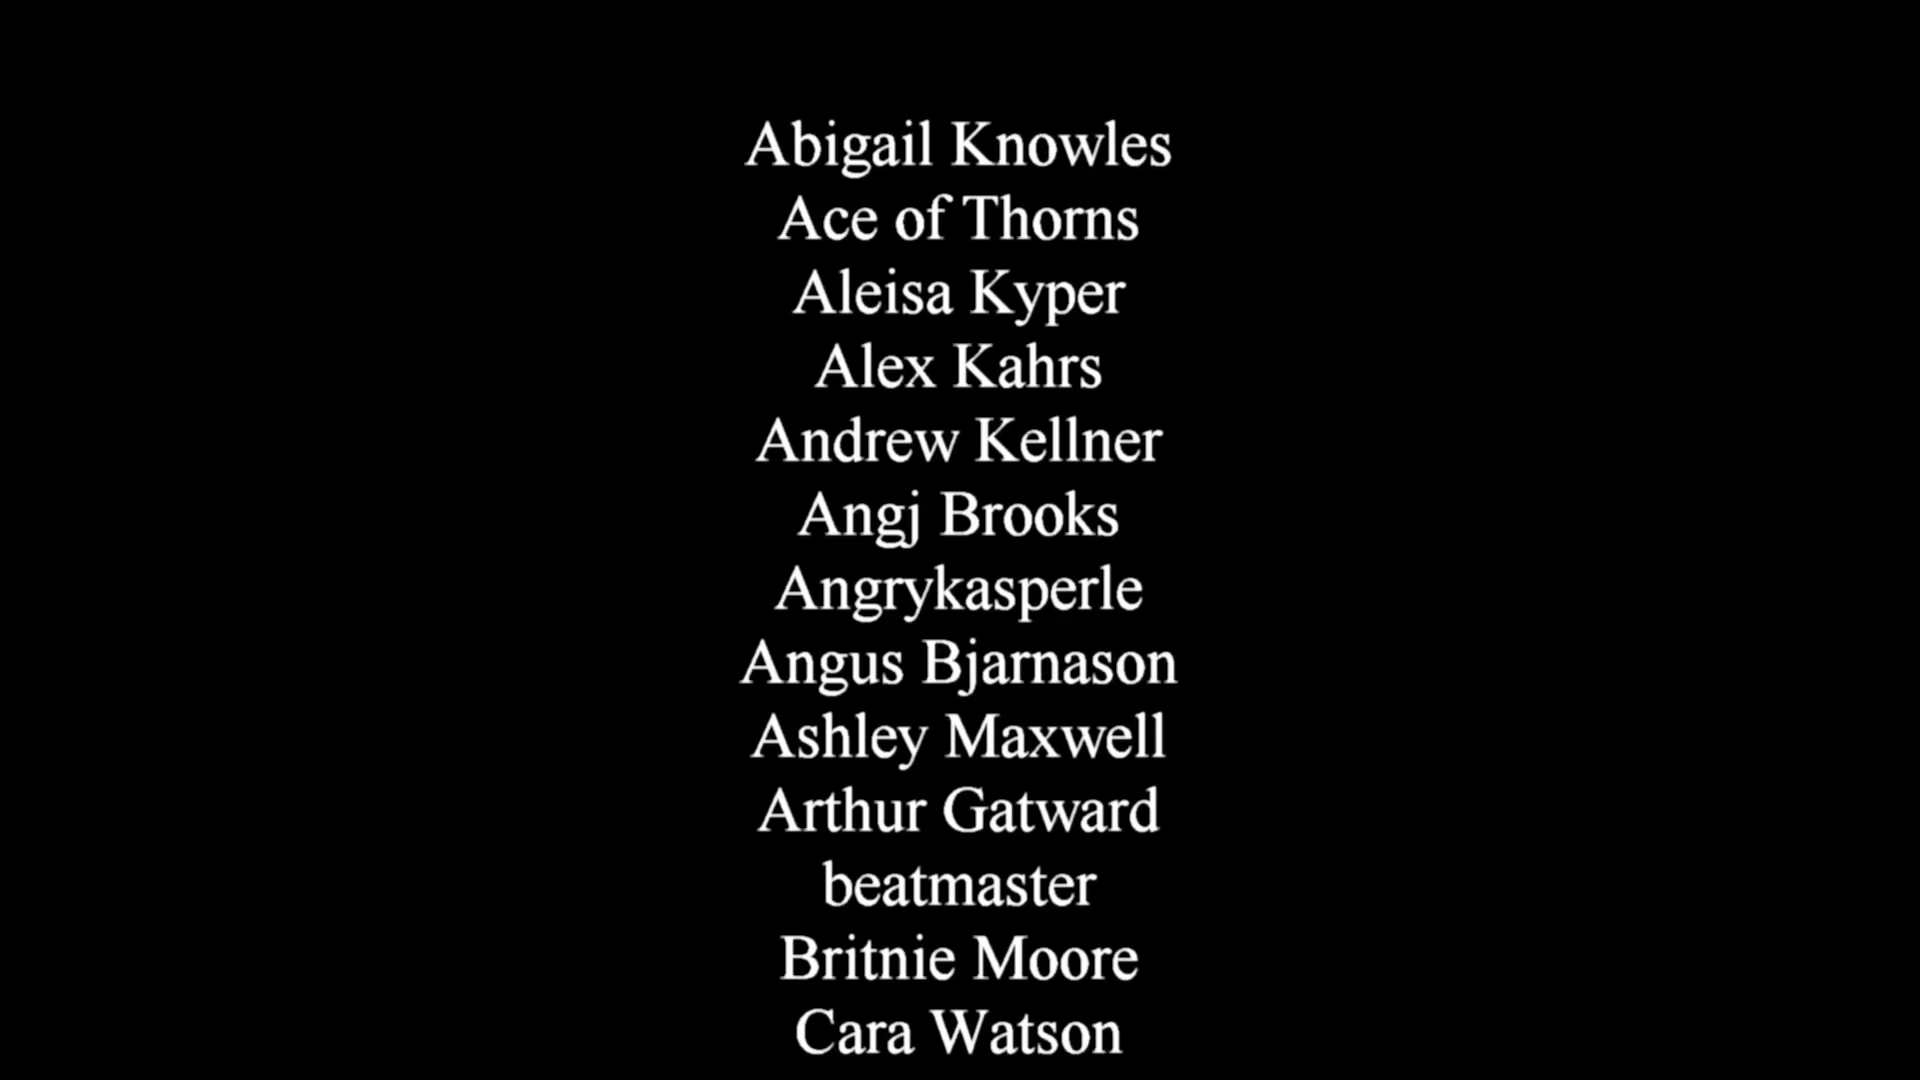 Abigail Knowles
Ace of Thorns
Aleisa Kyper
Alex Kahrs
Andrew Kellner
Angj Brooks
Angrykasperle
Angus Bjarnason
Ashley Maxwell
Arthur Gatward
beatmaster
Britnie Moore
Cara Watson